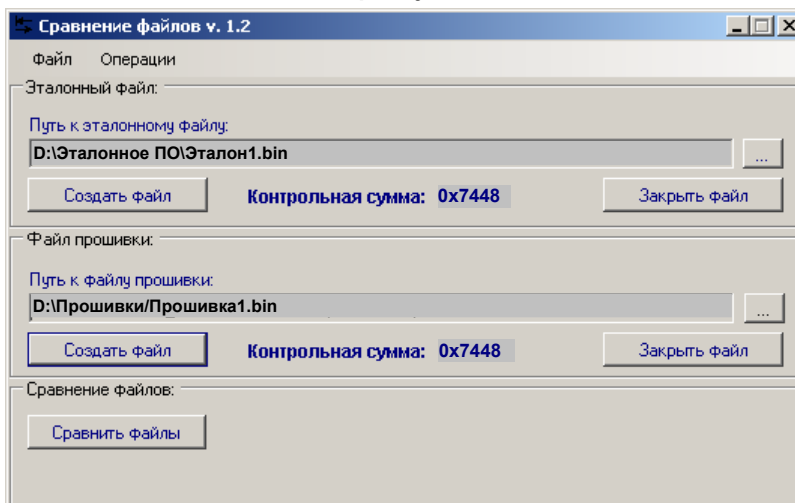 Сравнение файлов v. 1.2
Файл Операции
Эталонный файл:
Путь к эталонному файлу:
D:\Эталонное ПО\Эталон1.bin ...
Создать файл Контрольная сумма: 0x7448 Закрыть файл
Файл прошивки:
Путь к файлу прошивки:
D:\Прошивки/Прошивка1.bin ...
Создать файл Контрольная сумма: 0x7448 Закрыть файл
Сравнение файлов:
Сравнить файлы